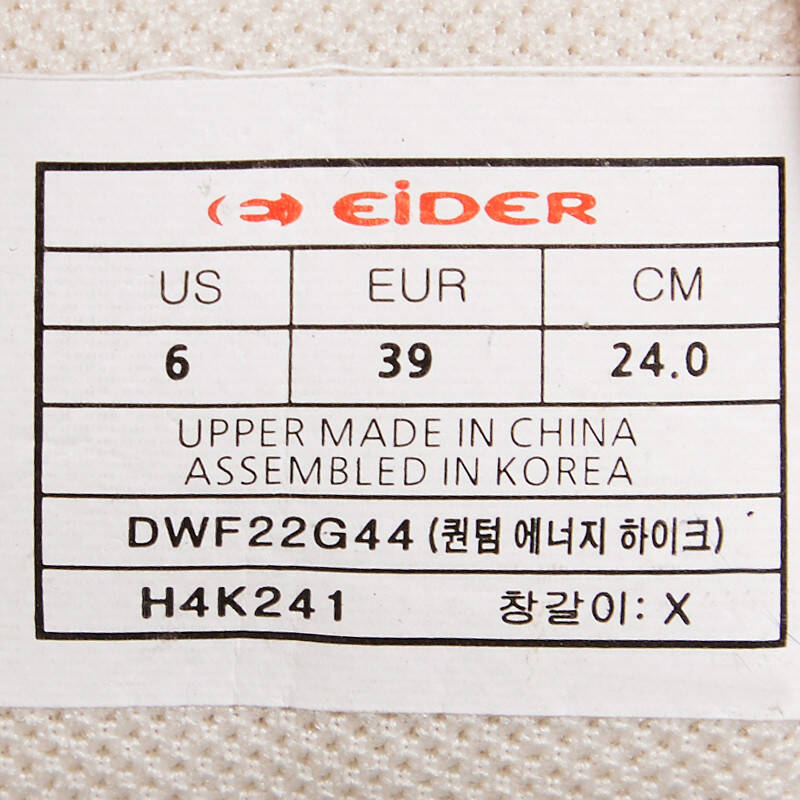 EiDER
US EUR CM
6 39 24.0
UPPER MADE IN CHINA
ASSEMBLED IN KOREA
DWF22G44 (퀀텀 에너지 하이크)
H4K241 창갈이: X